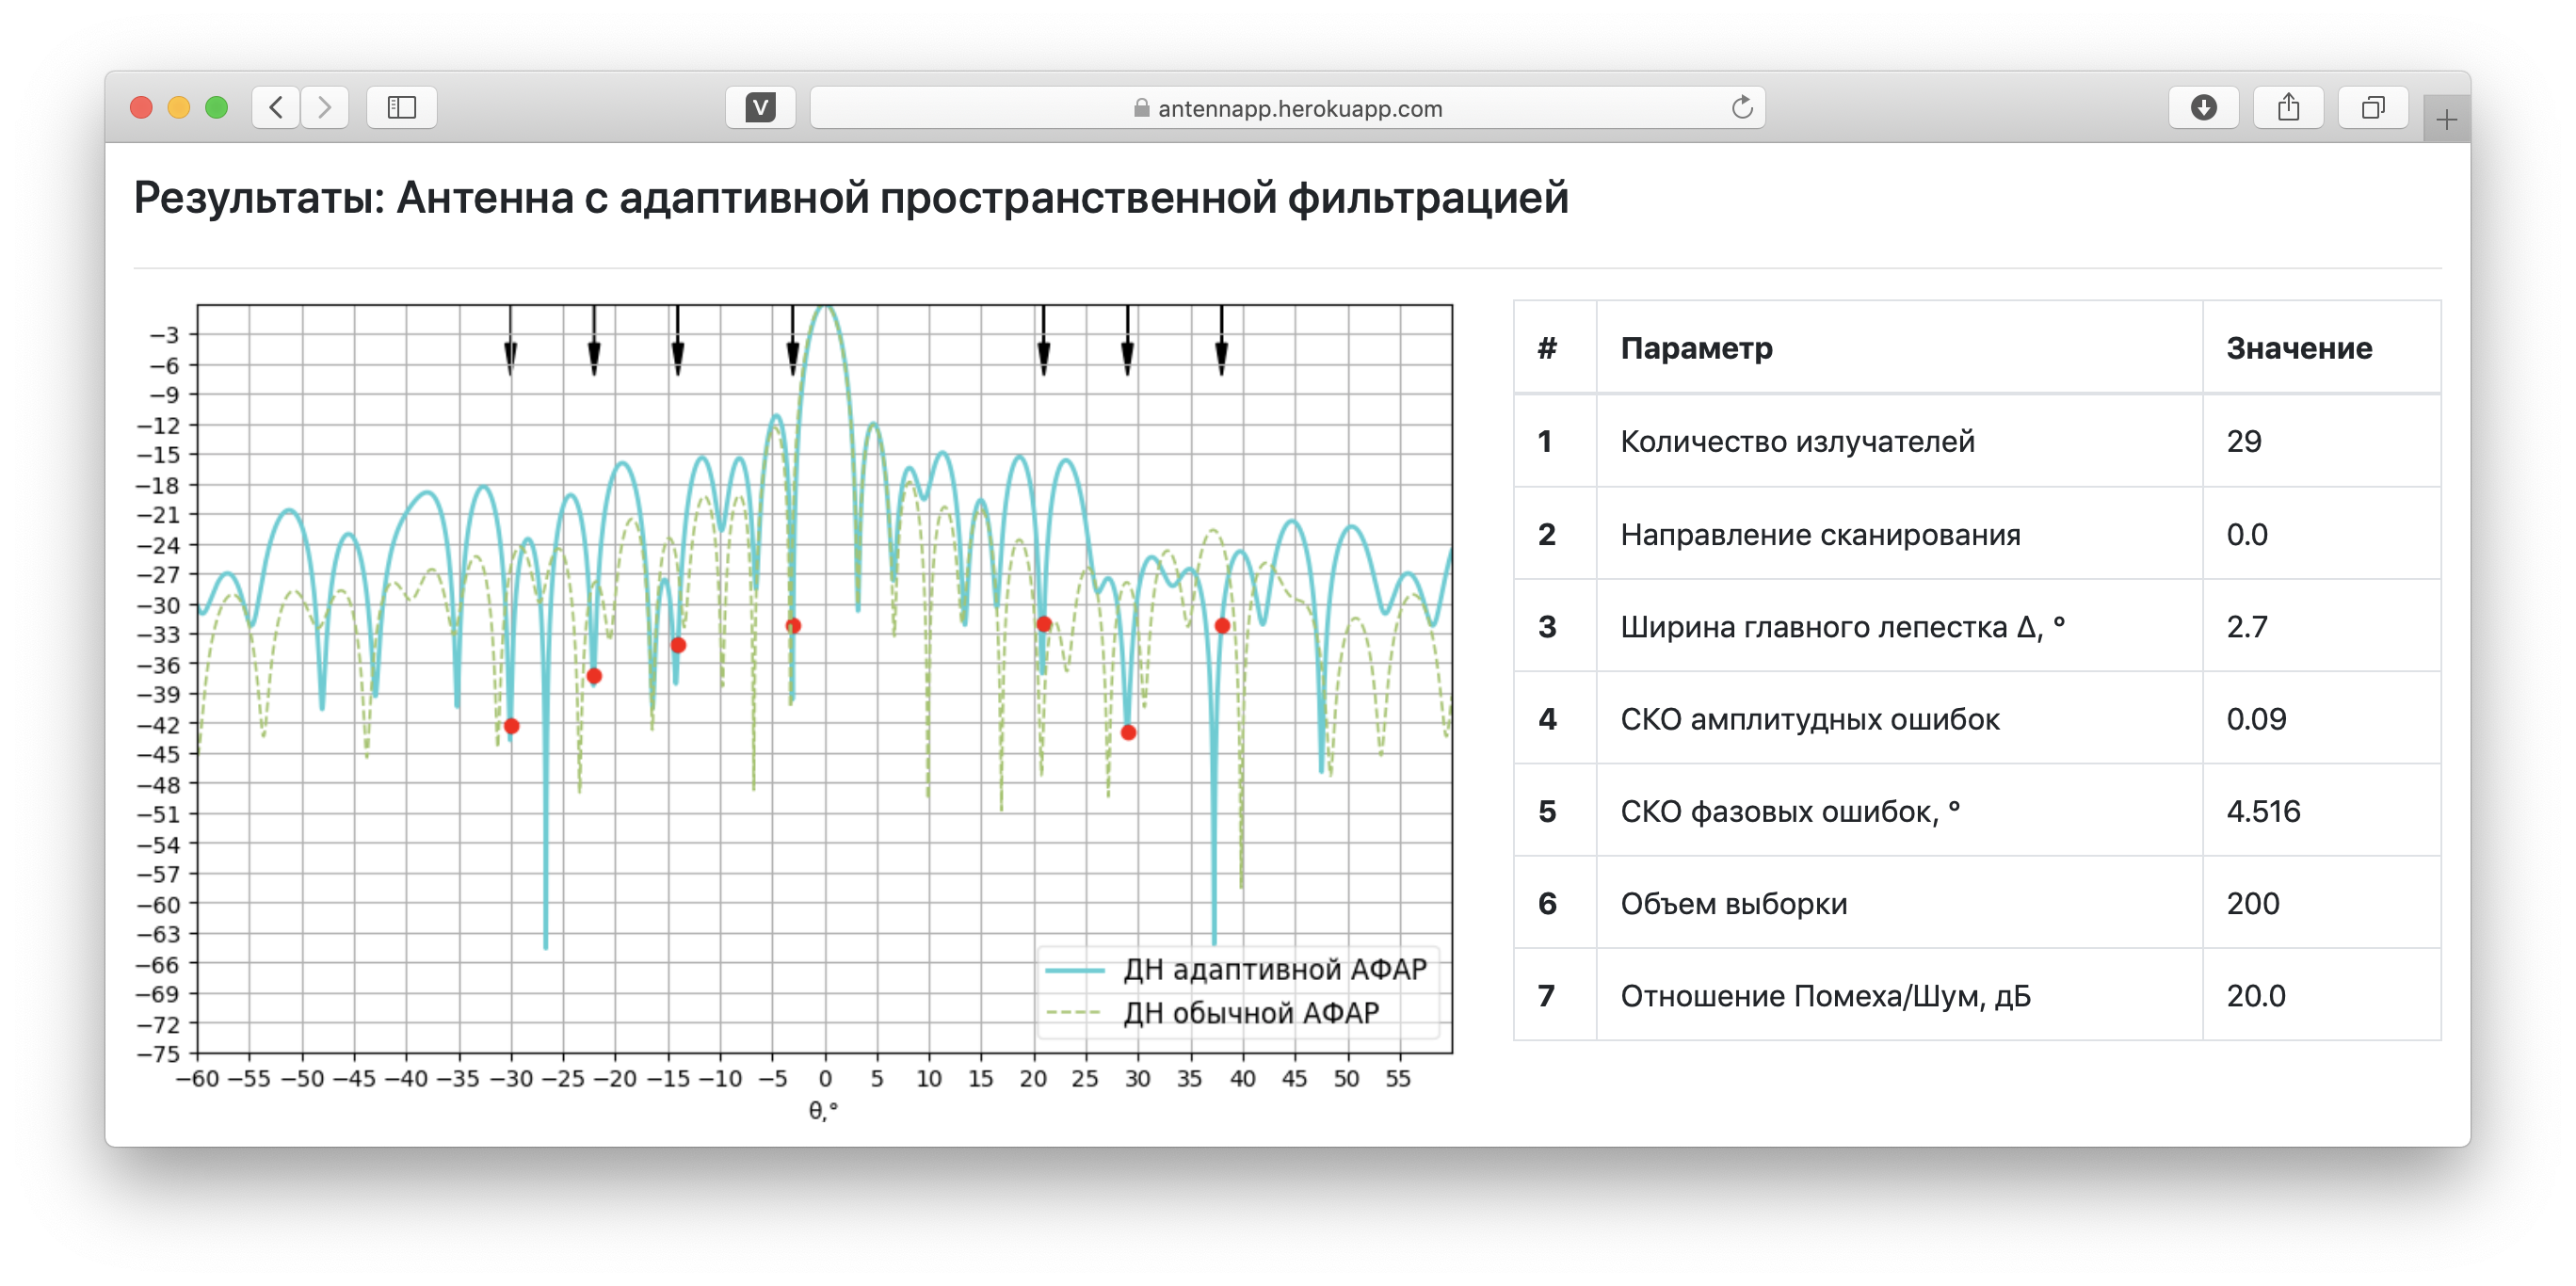 V
antennapp.herokuapp.com
Результаты: Антенна с адаптивной пространственной фильтрацией
−3
−6
−9
−12
−15
−18
−21
−24
−27
−30
−33
−36
−39
−42
−45
−48
−51
−54
−57
−60
−63
−66
−69
−72
−75
−60 −55 −50 −45 −40 −35 −30 −25 −20 −15 −10 −5 0 5 10 15 20 25 30 35 40 45 50 55
θ,°
ДН адаптивной АФАР
ДН обычной АФАР
# Параметр Значение
1 Количество излучателей 29
2 Направление сканирования 0.0
3 Ширина главного лепестка Δ, ° 2.7
4 СКО амплитудных ошибок 0.09
5 СКО фазовых ошибок, ° 4.516
6 Объем выборки 200
7 Отношение Помеха/Шум, дБ 20.0